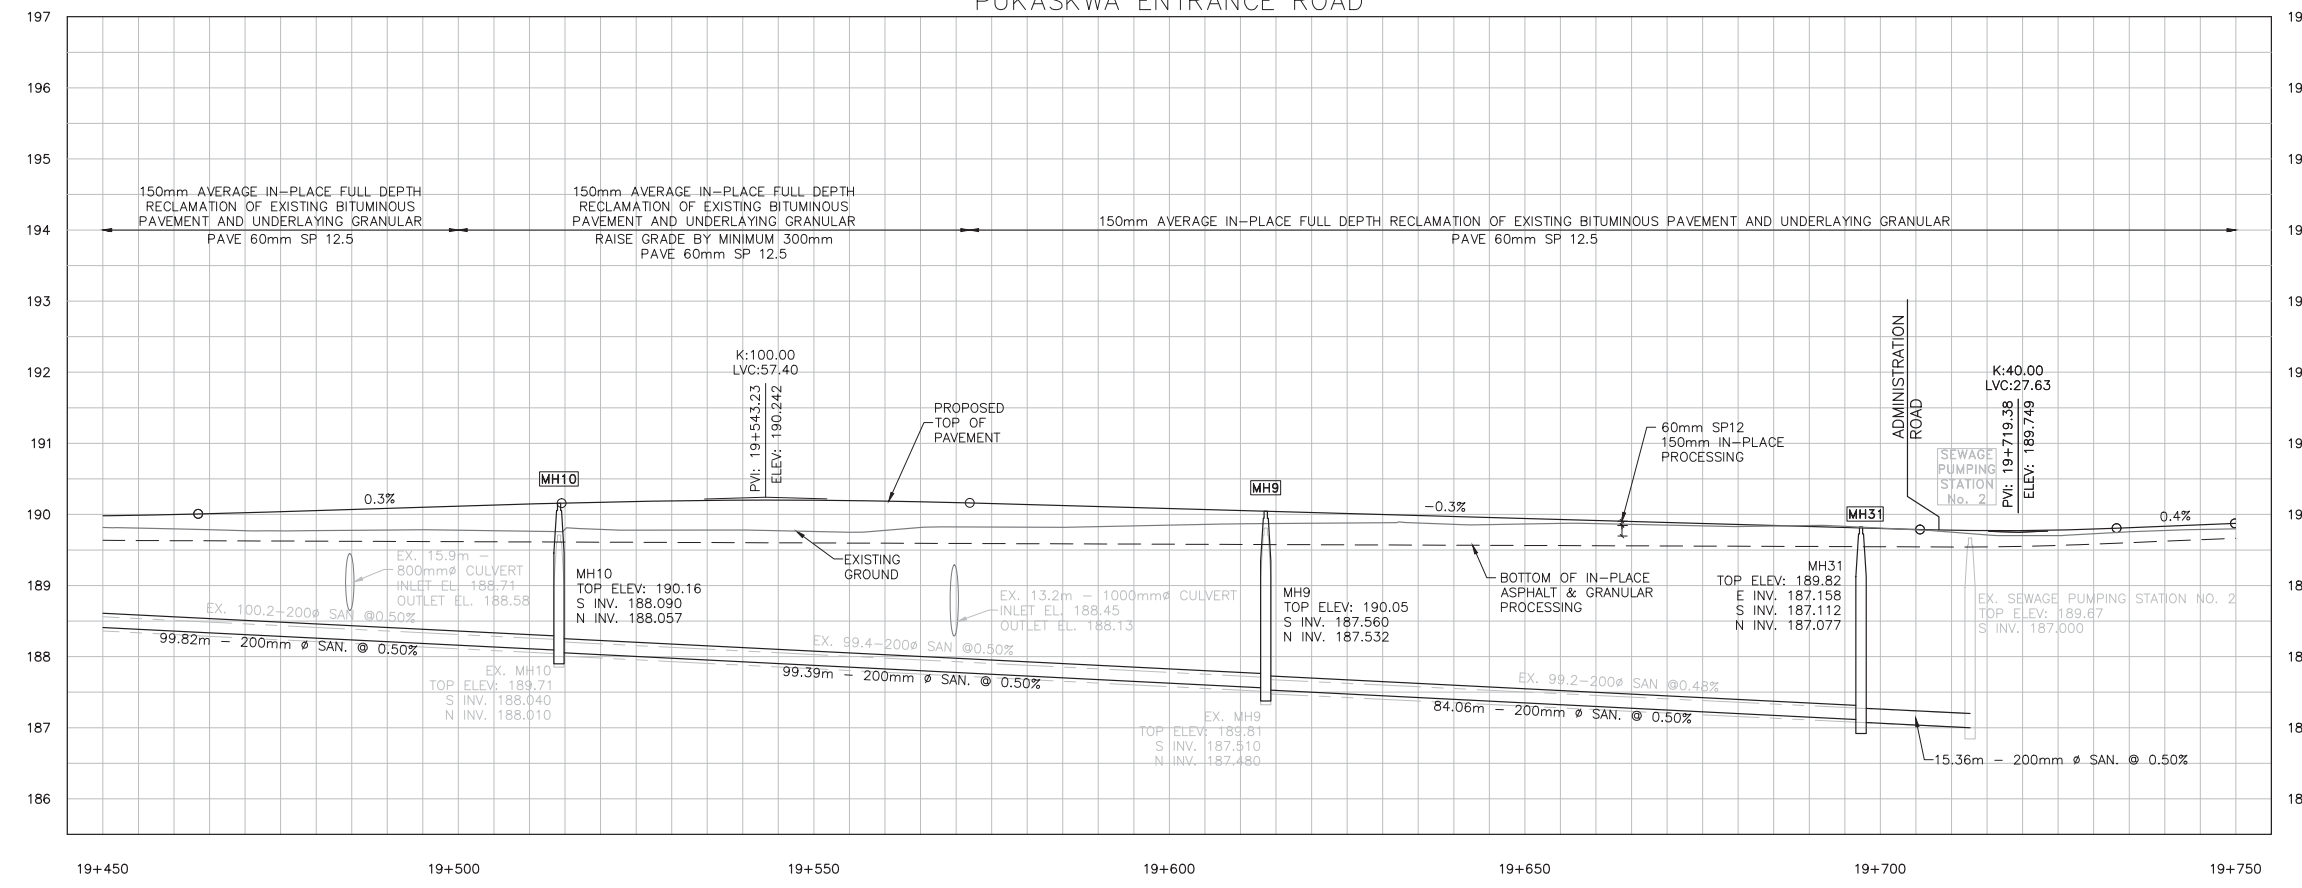 PUKASKWA ENTRANCE ROAD
197
196
195
194
193
192
191
190
189
188
187
186
150mm AVERAGE IN-PLACE FULL DEPTH
RECLAMATION OF EXISTING BITUMINOUS
PAVEMENT AND UNDERLAYING GRANULAR
PAVE 60mm SP 12.5
150mm AVERAGE IN-PLACE FULL DEPTH
RECLAMATION OF EXISTING BITUMINOUS
PAVEMENT AND UNDERLAYING GRANULAR
RAISE GRADE BY MINIMUM 300mm
PAVE 60mm SP 12.5
150mm AVERAGE IN-PLACE FULL DEPTH RECLAMATION OF EXISTING BITUMINOUS PAVEMENT AND UNDERLAYING GRANULAR
PAVE 60mm SP 12.5
K:100.00
LVC:57.40
PVI: 19+543.23
ELEV: 190.242
PROPOSED
TOP OF
PAVEMENT
60mm SP12
150mm IN-PLACE
PROCESSING
ADMINISTRATION
ROAD
K:40.00
LVC:27.63
PVI: 19+719.38
ELEV: 189.749
SEWAGE
PUMPING
STATION
No. 2
MH10
MH9
MH31
0.3%
-0.3%
0.4%
EXISTING
GROUND
EX. 15.9m -
800mmø CULVERT
INLET EL. 188.71
OUTLET EL. 188.58
MH10
TOP ELEV: 190.16
S INV. 188.090
N INV. 188.057
EX. 13.2m - 1000mmø CULVERT
INLET EL. 188.45
OUTLET EL. 188.13
MH9
TOP ELEV: 190.05
S INV. 187.560
N INV. 187.532
BOTTOM OF IN-PLACE
ASPHALT & GRANULAR
PROCESSING
MH31
TOP ELEV: 189.82
E INV. 187.158
S INV. 187.112
N INV. 187.077
EX. SEWAGE PUMPING STATION NO. 2
TOP ELEV: 189.67
S INV. 187.000
EX. 100.2-200ø SAN @0.50%
99.82m - 200mm ø SAN. @ 0.50%
EX. 99.4-200ø SAN @0.50%
99.39m - 200mm ø SAN. @ 0.50%
EX. 99.2-200ø SAN @0.48%
84.06m - 200mm ø SAN. @ 0.50%
15.36m - 200mm ø SAN. @ 0.50%
EX. MH10
TOP ELEV: 189.71
S INV. 188.040
N INV. 188.010
EX. MH9
TOP ELEV: 189.81
S INV. 187.510
N INV. 187.480
19
19
19
19
19
19
19
19
18
18
18
18
19+450
19+500
19+550
19+600
19+650
19+700
19+750